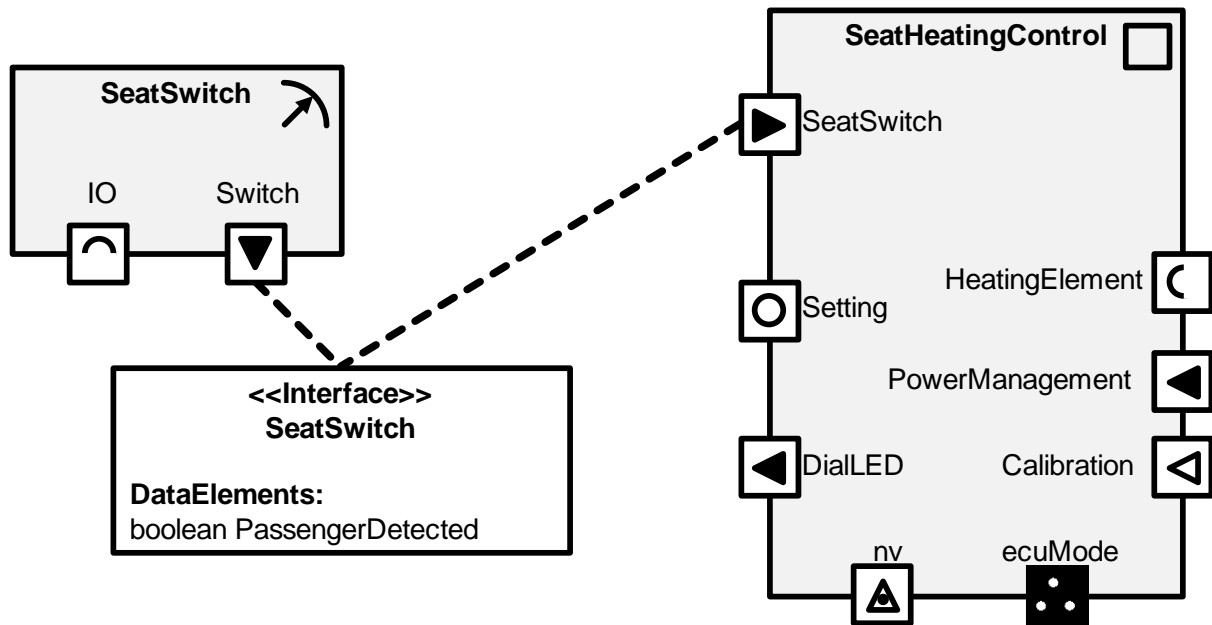 SeatSwitch
IO
Switch
<<Interface>>
SeatSwitch
DataElements:
boolean PassengerDetected
SeatHeatingControl
SeatSwitch
Setting
HeatingElement
PowerManagement
DialLED
Calibration
nv
ecuMode